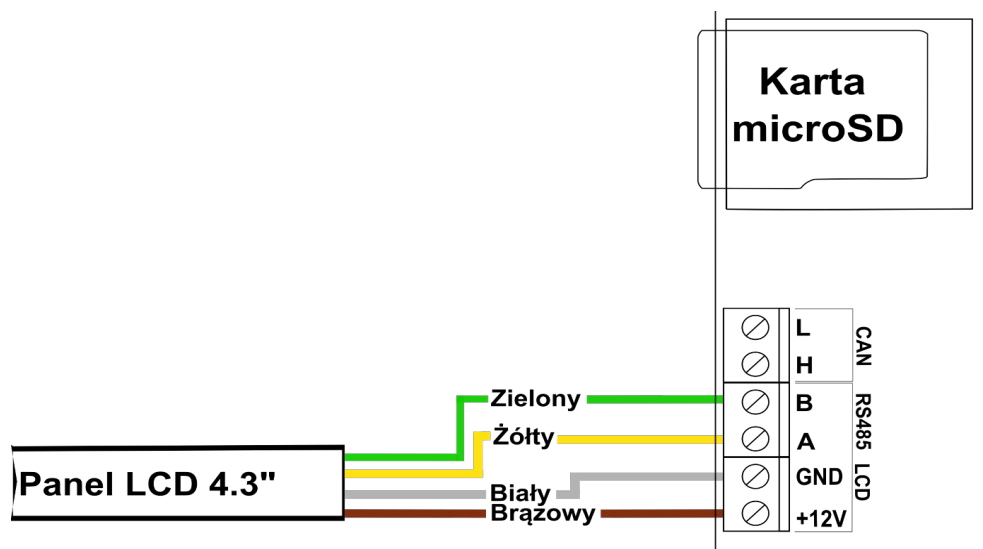 Karta
microSD
L
H
CAN
Zielony
B
Żółty
A
RS485
Panel LCD 4.3"
Biały
GND
LCD
Brązowy
+12V